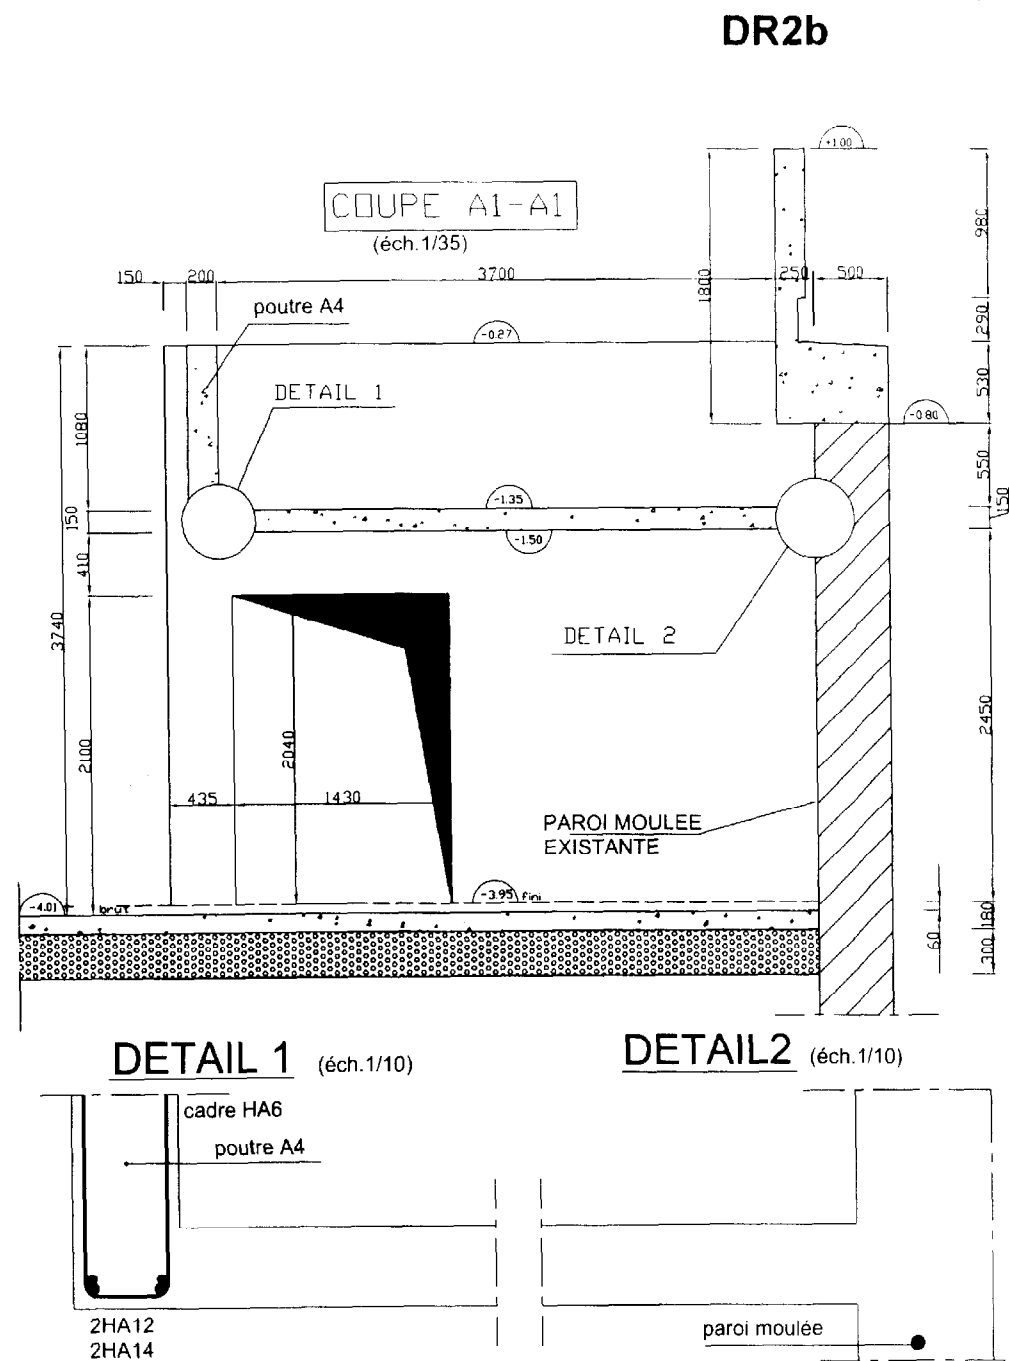 DR2b
+1.00
COUPE A1-A1
(éch.1/35)
980
150
200
3700
250
500
1800
poutre A4
-0.27
290
DETAIL 1
530
-0.80
1080
550
-1.35
150
150
-1.50
410
3740
DETAIL 2
2450
2100
2040
435
1430
PAROI MOULEE
EXISTANTE
-4.01
brut
-3.95 fini
180
60
300
DETAIL 1
(éch.1/10)
DETAIL2
(éch.1/10)
cadre HA6
poutre A4
2HA12
2HA14
paroi moulée